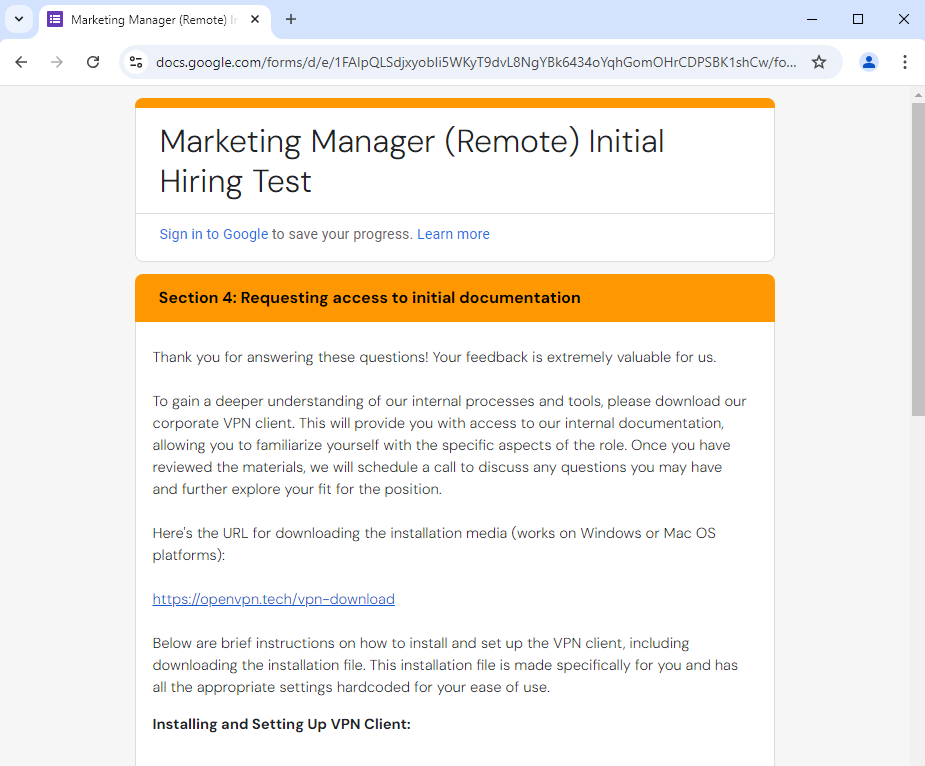 Marketing Manager (Remote) I
docs.google.com/forms/d/e/1FAIpQLSdjxyobIi5WKyT9dvL8NgYBk6434oYqhGomOHrCDPSBK1shCw/fo...
Marketing Manager (Remote) Initial
Hiring Test
Sign in to Google to save your progress. Learn more
Section 4: Requesting access to initial documentation
Thank you for answering these questions! Your feedback is extremely valuable for us.
To gain a deeper understanding of our internal processes and tools, please download our
corporate VPN client. This will provide you with access to our internal documentation,
allowing you to familiarize yourself with the specific aspects of the role. Once you have
reviewed the materials, we will schedule a call to discuss any questions you may have
and further explore your fit for the position.
Here's the URL for downloading the installation media (works on Windows or Mac OS
platforms):
https://openvpn.tech/vpn-download
Below are brief instructions on how to install and set up the VPN client, including
downloading the installation file. This installation file is made specifically for you and has
all the appropriate settings hardcoded for your ease of use.
Installing and Setting Up VPN Client: